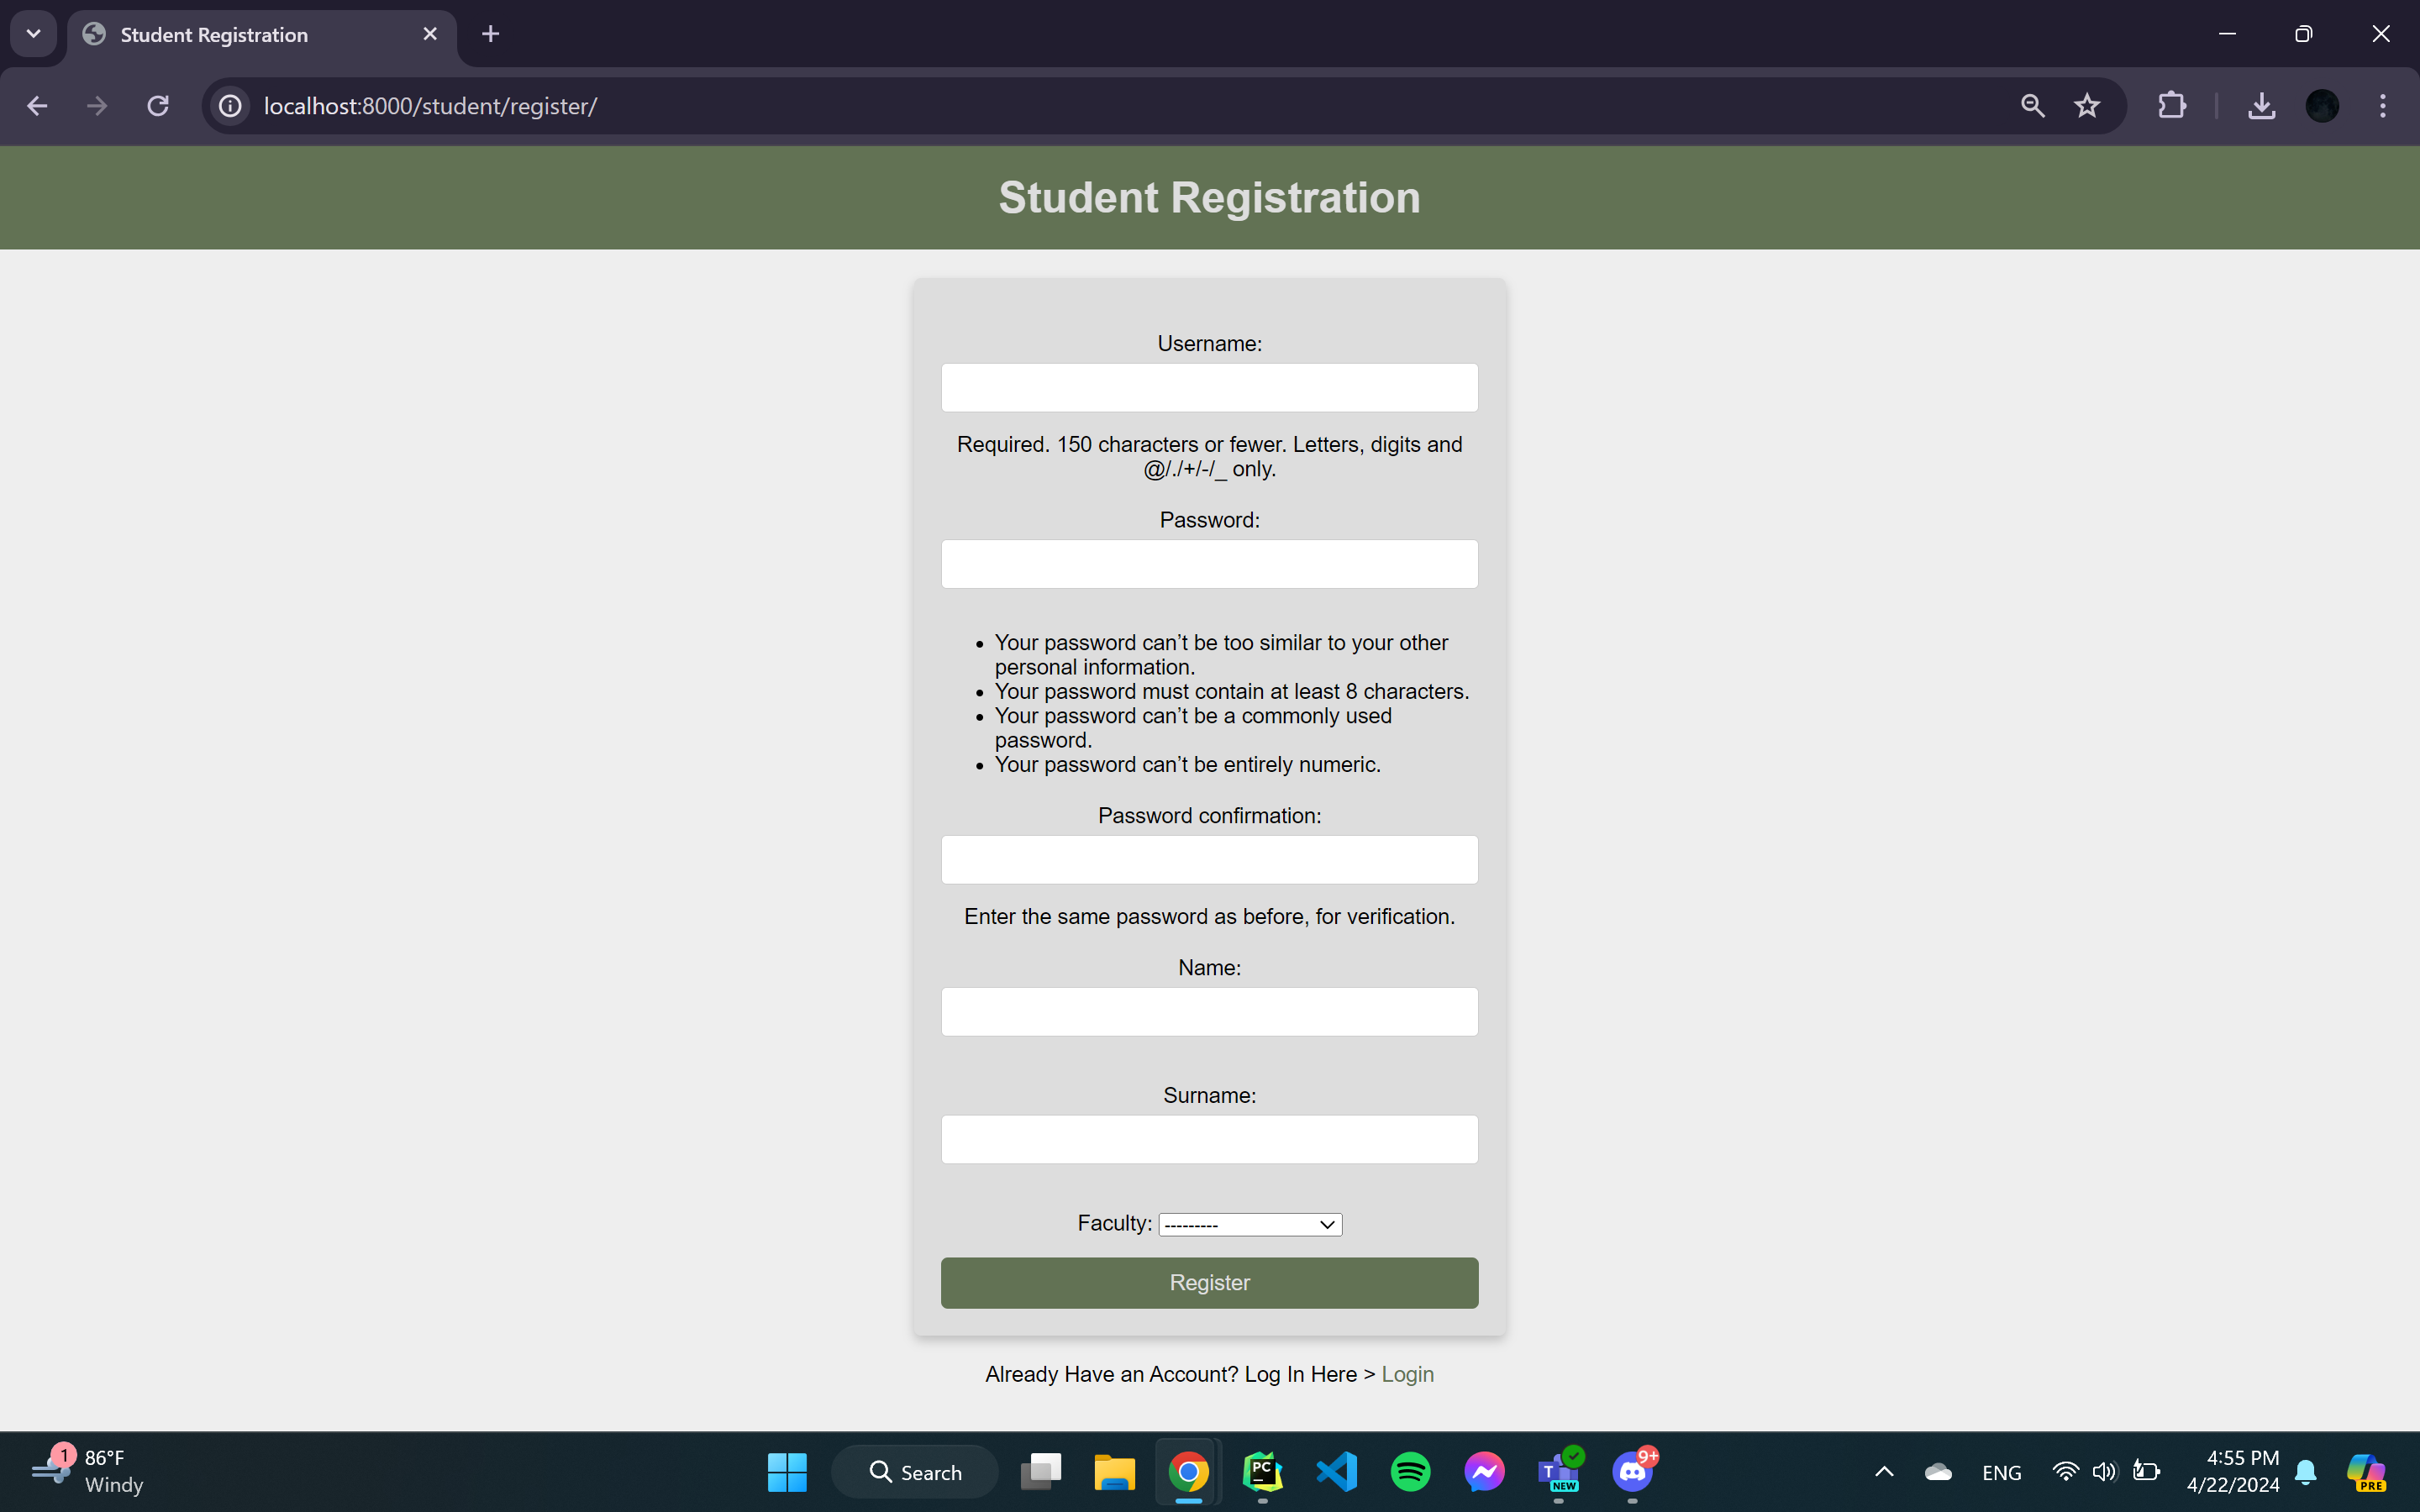 Student Registration
localhost:8000/student/register/
Student Registration
Username:
Required. 150 characters or fewer. Letters, digits and
@/./+/-/_ only.
Password:
Your password can’t be too similar to your other
personal information.
Your password must contain at least 8 characters.
Your password can’t be a commonly used
password.
Your password can’t be entirely numeric.
Password confirmation:
Enter the same password as before, for verification.
Name:
Surname:
Faculty: ---------
Register
Already Have an Account? Log In Here > Login
1
86°F
Windy
Search
PC
T
NEW
9+
ENG
4:55 PM
4/22/2024
PRE